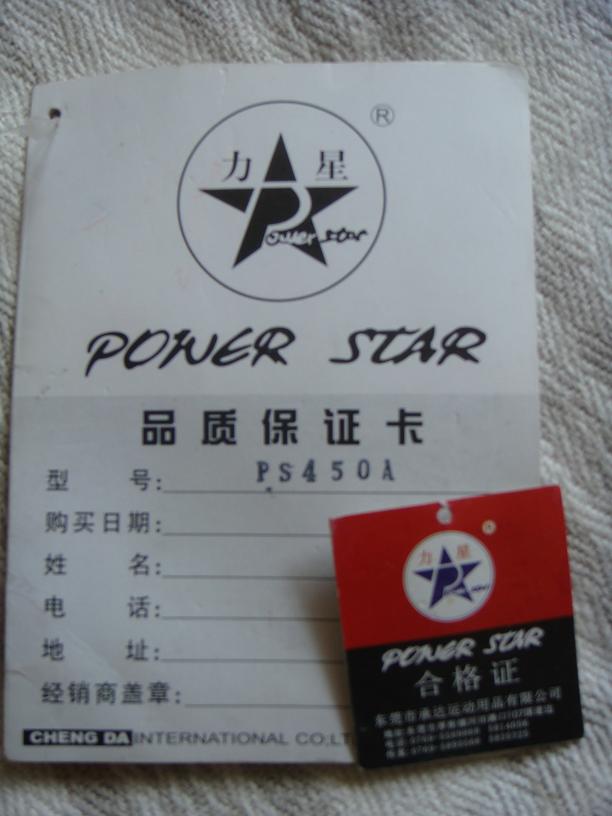 ®
力 星
Power Star
POWER STAR
品质保证卡
型 号: PS450A
购买日期:
姓 名:
电 话:
地 址:
经销商盖章:
CHENG DA INTERNATIONAL CO;LT
®
力 星
POWER STAR
合格证
东莞市承达运动用品有限公司